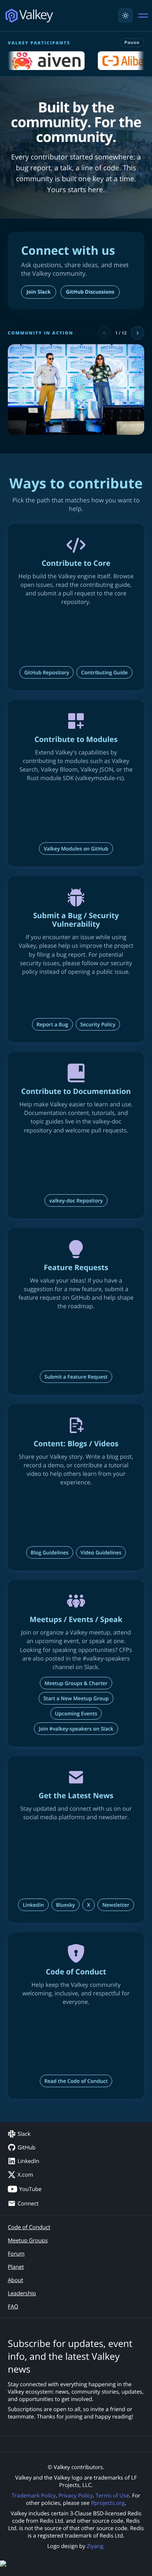 Valkey
VALKEY PARTICIPANTS
Pause
aiven
Aliba
Built by the
community. For the
community.
Every contributor started somewhere: a
bug report, a talk, a line of code. This
community is built one key at a time.
Yours starts here.
Connect with us
Ask questions, share ideas, and meet
the Valkey community.
Join Slack
GitHub Discussions
COMMUNITY IN ACTION
1 / 12
Ways to contribute
Pick the path that matches how you want to
help.
Contribute to Core
Help build the Valkey engine itself. Browse
open issues, read the contributing guide,
and submit a pull request to the core
repository.
GitHub Repository
Contributing Guide
Contribute to Modules
Extend Valkey's capabilities by
contributing to modules such as Valkey
Search, Valkey Bloom, Valkey JSON, or the
Rust module SDK (valkeymodule-rs).
Valkey Modules on GitHub
Submit a Bug / Security
Vulnerability
If you encounter an issue while using
Valkey, please help us improve the project
by filing a bug report. For potential
security issues, please follow our security
policy instead of opening a public issue.
Report a Bug
Security Policy
Contribute to Documentation
Help make Valkey easier to learn and use.
Documentation content, tutorials, and
topic guides live in the valkey-doc
repository and welcome pull requests.
valkey-doc Repository
Feature Requests
We value your ideas! If you have a
suggestion for a new feature, submit a
feature request on GitHub and help shape
the roadmap.
Submit a Feature Request
Content: Blogs / Videos
Share your Valkey story. Write a blog post,
record a demo, or contribute a tutorial
video to help others learn from your
experience.
Blog Guidelines
Video Guidelines
Meetups / Events / Speak
Join or organize a Valkey meetup, attend
an upcoming event, or speak at one.
Looking for speaking opportunities? CFPs
are also posted in the #valkey-speakers
channel on Slack.
Meetup Groups & Charter
Start a New Meetup Group
Upcoming Events
Join #valkey-speakers on Slack
Get the Latest News
Stay updated and connect with us on our
social media platforms and newsletter.
LinkedIn
Bluesky
X
Newsletter
Code of Conduct
Help keep the Valkey community
welcoming, inclusive, and respectful for
everyone.
Read the Code of Conduct
Slack
GitHub
LinkedIn
X.com
YouTube
Connect
Code of Conduct
Meetup Groups
Forum
Planet
About
Leadership
FAQ
Subscribe for updates, event
info, and the latest Valkey
news
Stay connected with everything happening in the
Valkey ecosystem: news, community stories, updates,
and opportunities to get involved.
Subscriptions are easy to cancel. Invite a friend or
teammate. Thanks for joining and happy reading!
© Valkey contributors.
Valkey and the Valkey logo are trademarks of LF
Projects, LLC.
Trademark Policy, Privacy Policy, Terms of Use. For
other policies, please see lfprojects.org.
Valkey includes certain 3-Clause BSD-licensed Redis
code from Redis Ltd. and other source code. Redis
Ltd. is not the source of that other source code. Redis
is a registered trademark of Redis Ltd.
Logo design by Ziyang.